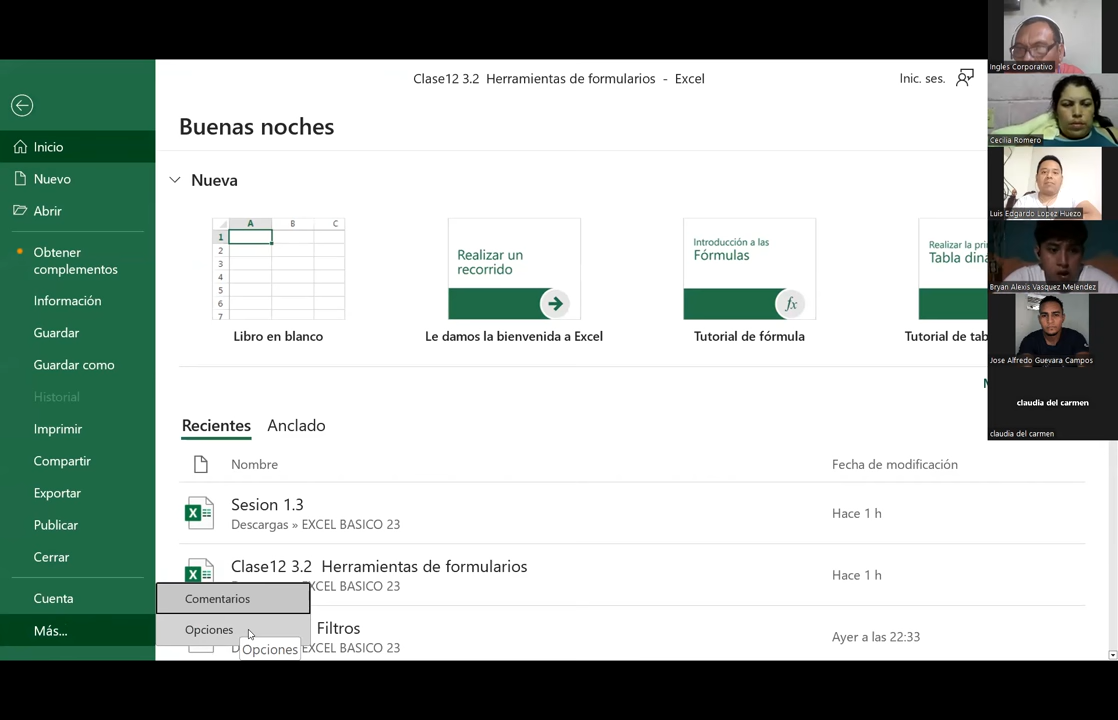 Clase12 3.2 Herramientas de formularios - Excel
Inic. ses.
Inicio
Nuevo
Abrir
Obtener
complementos
Información
Guardar
Guardar como
Historial
Imprimir
Compartir
Exportar
Publicar
Cerrar
Cuenta
Más...
Buenas noches
Nueva
A B C
1
2
3
4
5
6
7
Libro en blanco
Realizar un
recorrido
Le damos la bienvenida a Excel
Introducción a las
Fórmulas
fx
Tutorial de fórmula
Realizar la
Tabla
Tutorial de
Recientes Anclado
Nombre Fecha de modificación
Sesion 1.3
Descargas » EXCEL BASICO 23
Hace 1 h
Clase12 3.2 Herramientas de formularios
EXCEL BASICO 23
Hace 1 h
Filtros
EXCEL BASICO 23
Ayer a las 22:33
Comentarios
Opciones
Opciones
Ingles Corporativo
Cecilia Romero
Luis Edgardo Lopez Huezo
Bryan Alexis Vasquez Melendez
Jose Alfredo Guevara Campos
claudia del carmen
claudia del carmen